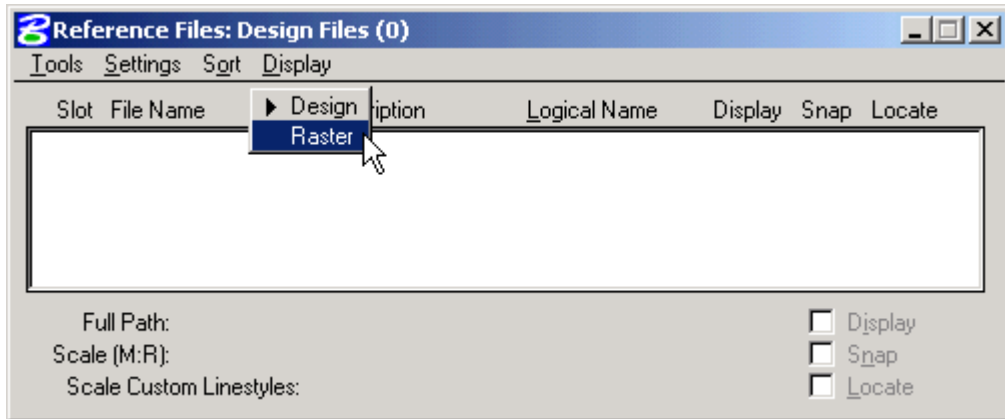 Reference Files: Design Files (0)
Tools Settings Sort Display
Slot File Name ription Logical Name Display Snap Locate
Design
Raster
Full Path: Display
Scale (M:R): Snap
Scale Custom Linestyles: Locate